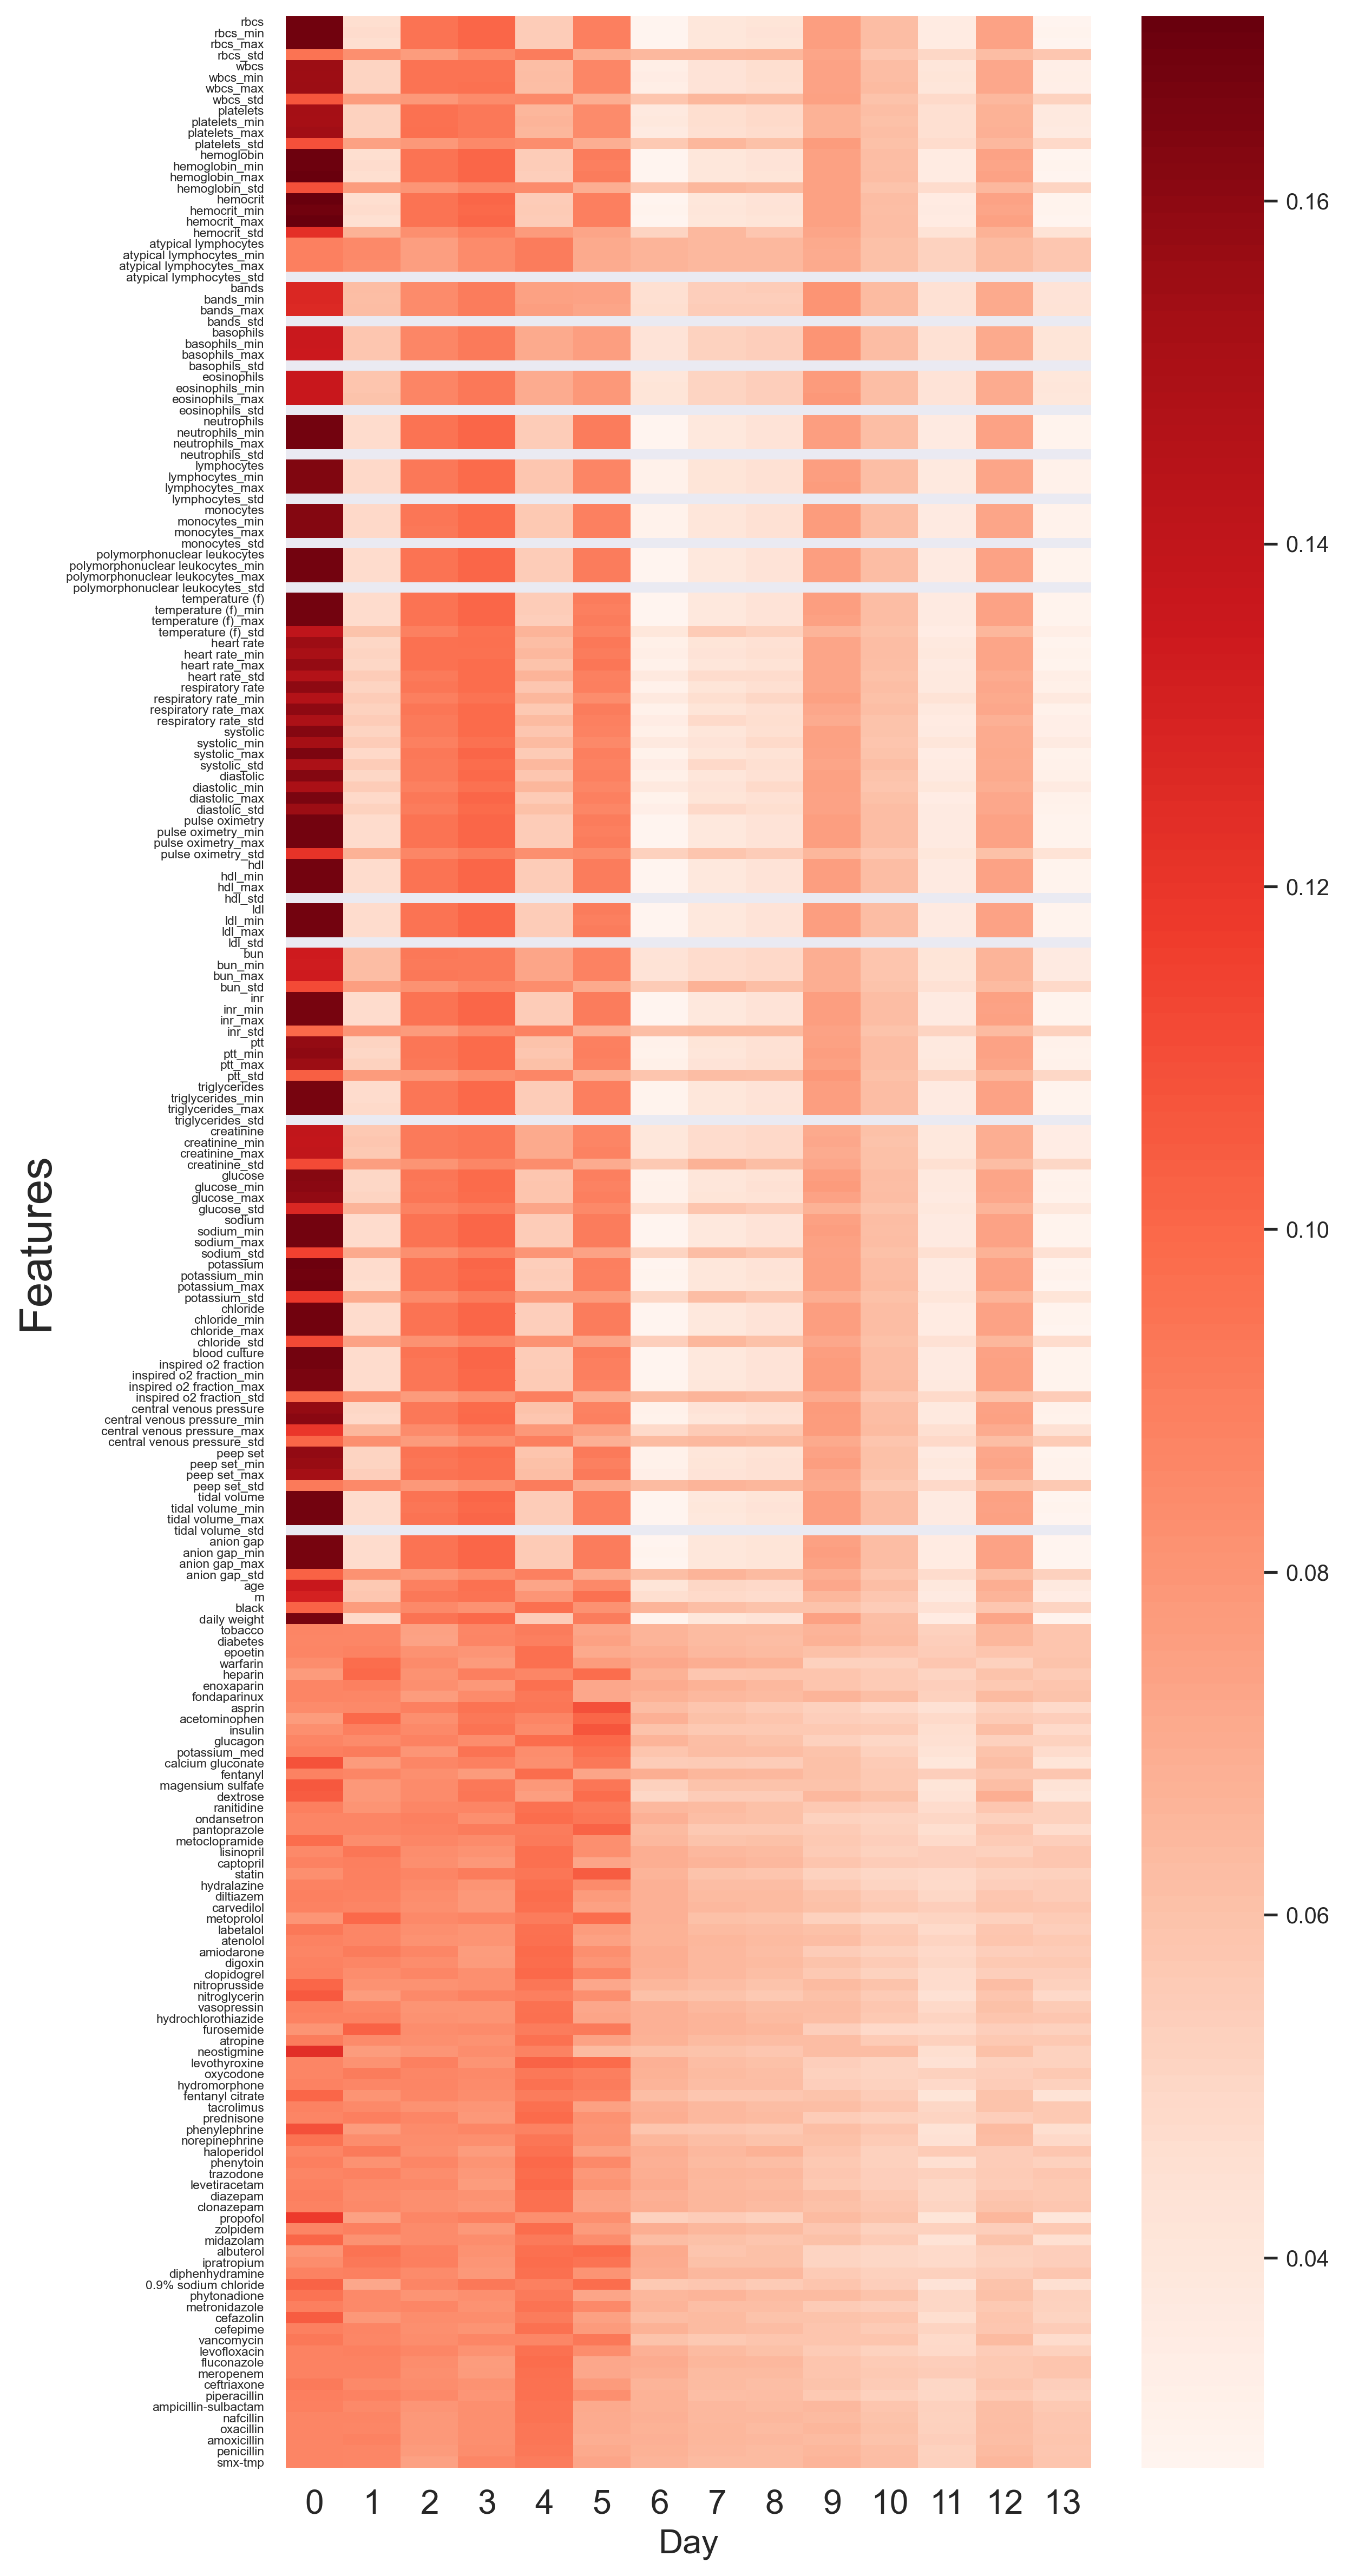 Features
rbcs
rbcs_min
rbcs_max
rbcs_std
wbcs
wbcs_min
wbcs_max
wbcs_std
platelets
platelets_min
platelets_max
platelets_std
hemoglobin
hemoglobin_min
hemoglobin_max
hemoglobin_std
hemocrit
hemocrit_min
hemocrit_max
hemocrit_std
atypical lymphocytes
atypical lymphocytes_min
atypical lymphocytes_max
atypical lymphocytes_std
bands
bands_min
bands_max
bands_std
basophils
basophils_min
basophils_max
basophils_std
eosinophils
eosinophils_min
eosinophils_max
eosinophils_std
neutrophils
neutrophils_min
neutrophils_max
neutrophils_std
lymphocytes
lymphocytes_min
lymphocytes_max
lymphocytes_std
monocytes
monocytes_min
monocytes_max
monocytes_std
polymorphonuclear leukocytes
polymorphonuclear leukocytes_min
polymorphonuclear leukocytes_max
polymorphonuclear leukocytes_std
temperature (f)
temperature (f)_min
temperature (f)_max
temperature (f)_std
heart rate
heart rate_min
heart rate_max
heart rate_std
respiratory rate
respiratory rate_min
respiratory rate_max
respiratory rate_std
systolic
systolic_min
systolic_max
systolic_std
diastolic
diastolic_min
diastolic_max
diastolic_std
pulse oximetry
pulse oximetry_min
pulse oximetry_max
pulse oximetry_std
hdl
hdl_min
hdl_max
hdl_std
ldl
ldl_min
ldl_max
ldl_std
bun
bun_min
bun_max
bun_std
inr
inr_min
inr_max
inr_std
ptt
ptt_min
ptt_max
ptt_std
triglycerides
triglycerides_min
triglycerides_max
triglycerides_std
creatinine
creatinine_min
creatinine_max
creatinine_std
glucose
glucose_min
glucose_max
glucose_std
sodium
sodium_min
sodium_max
sodium_std
potassium
potassium_min
potassium_max
potassium_std
chloride
chloride_min
chloride_max
chloride_std
blood culture
inspired o2 fraction
inspired o2 fraction_min
inspired o2 fraction_max
inspired o2 fraction_std
central venous pressure
central venous pressure_min
central venous pressure_max
central venous pressure_std
peep set
peep set_min
peep set_max
peep set_std
tidal volume
tidal volume_min
tidal volume_max
tidal volume_std
anion gap
anion gap_min
anion gap_max
anion gap_std
age
m
black
daily weight
tobacco
diabetes
epoetin
warfarin
heparin
enoxaparin
fondaparinux
asprin
acetominophen
insulin
glucagon
potassium_med
calcium gluconate
fentanyl
magensium sulfate
dextrose
ranitidine
ondansetron
pantoprazole
metoclopramide
lisinopril
captopril
statin
hydralazine
diltiazem
carvedilol
metoprolol
labetalol
atenolol
amiodarone
digoxin
clopidogrel
nitroprusside
nitroglycerin
vasopressin
hydrochlorothiazide
furosemide
atropine
neostigmine
levothyroxine
oxycodone
hydromorphone
fentanyl citrate
tacrolimus
prednisone
phenylephrine
norepinephrine
haloperidol
phenytoin
trazodone
levetiracetam
diazepam
clonazepam
propofol
zolpidem
midazolam
albuterol
ipratropium
diphenhydramine
0.9% sodium chloride
phytonadione
metronidazole
cefazolin
cefepime
vancomycin
levofloxacin
fluconazole
meropenem
ceftriaxone
piperacillin
ampicillin-sulbactam
nafcillin
oxacillin
amoxicillin
penicillin
smx-tmp
0 1 2 3 4 5 6 7 8 9 10 11 12 13
Day
0.16
0.14
0.12
0.10
0.08
0.06
0.04